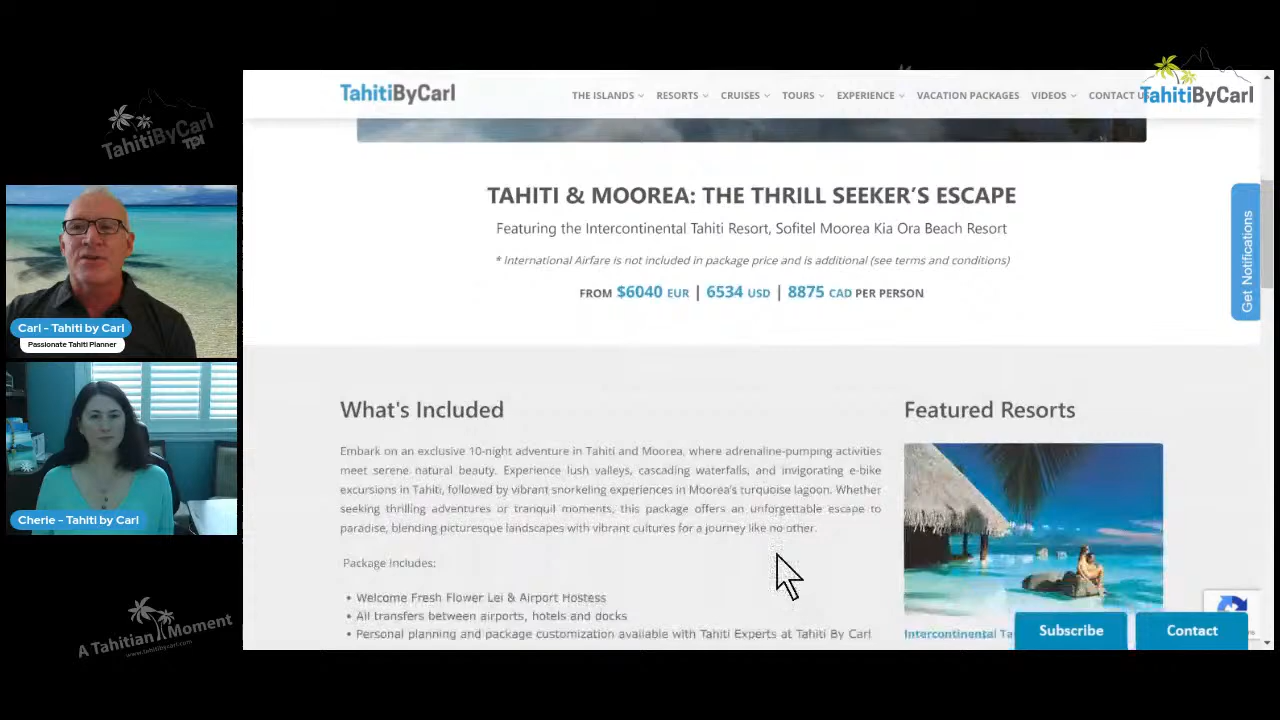 TahitiByCarl
THE ISLANDS RESORTS CRUISES TOURS EXPERIENCE VACATION PACKAGES VIDEOS CONTACT US
TahitiByCarl
TahitiByCarl
TPI
TAHITI & MOOREA: THE THRILL SEEKER’S ESCAPE
Featuring the Intercontinental Tahiti Resort, Sofitel Moorea Kia Ora Beach Resort
* International Airfare is not included in package price and is additional (see terms and conditions)
FROM $6040 EUR | 6534 USD | 8875 CAD PER PERSON
Get Notifications
Carl - Tahiti by Carl
Passionate Tahiti Planner
Cherie - Tahiti by Carl
What's Included
Embark on an exclusive 10-night adventure in Tahiti and Moorea, where adrenaline-pumping activities
meet serene natural beauty. Experience lush valleys, cascading waterfalls, and invigorating e-bike
excursions in Tahiti, followed by vibrant snorkeling experiences in Moorea's turquoise lagoon. Whether
seeking thrilling adventures or tranquil moments, this package offers an unforgettable escape to
paradise, blending picturesque landscapes with vibrant cultures for a journey like no other.
Package Includes:
• Welcome Fresh Flower Lei & Airport Hostess
• All transfers between airports, hotels and docks
• Personal planning and package customization available with Tahiti Experts at Tahiti By Carl
Featured Resorts
Intercontinental Ta
Subscribe
Contact
A Tahitian Moment
www.tahitibycarl.com